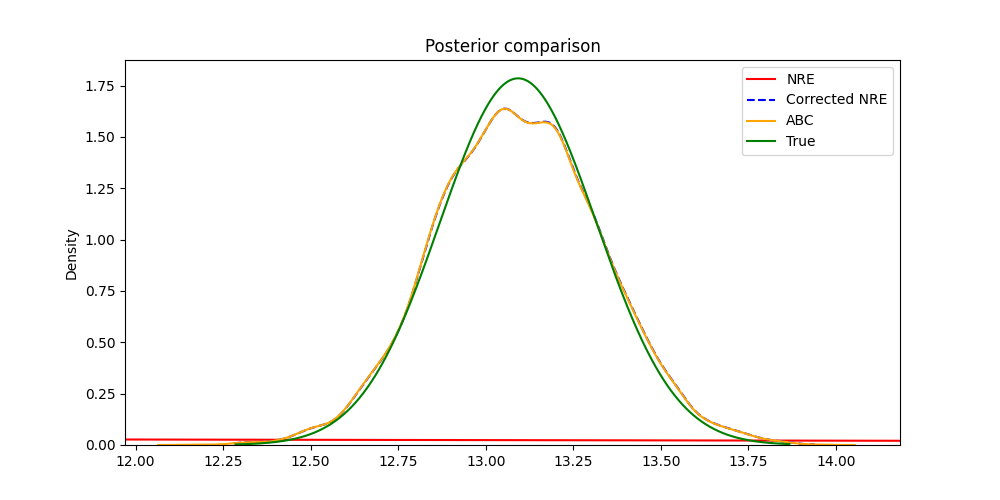 Posterior comparison
NRE
Corrected NRE
ABC
True
Density
1.75
1.50
1.25
1.00
0.75
0.50
0.25
0.00
12.00 12.25 12.50 12.75 13.00 13.25 13.50 13.75 14.00